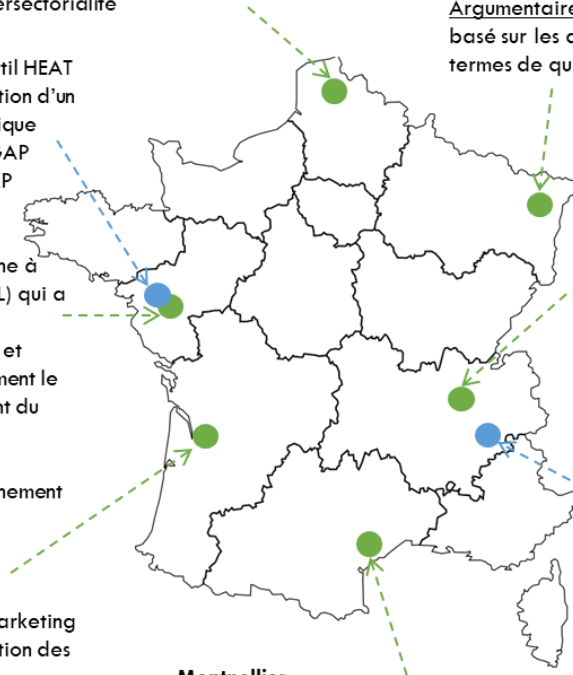 ersectorialité
Argumentaire
basé sur les
termes de qu
til HEAT
tion d'un
ique
GAP
P
ne à
L) qui a
et
ment le
nt du
nement
arketing
tion des
Montpellier